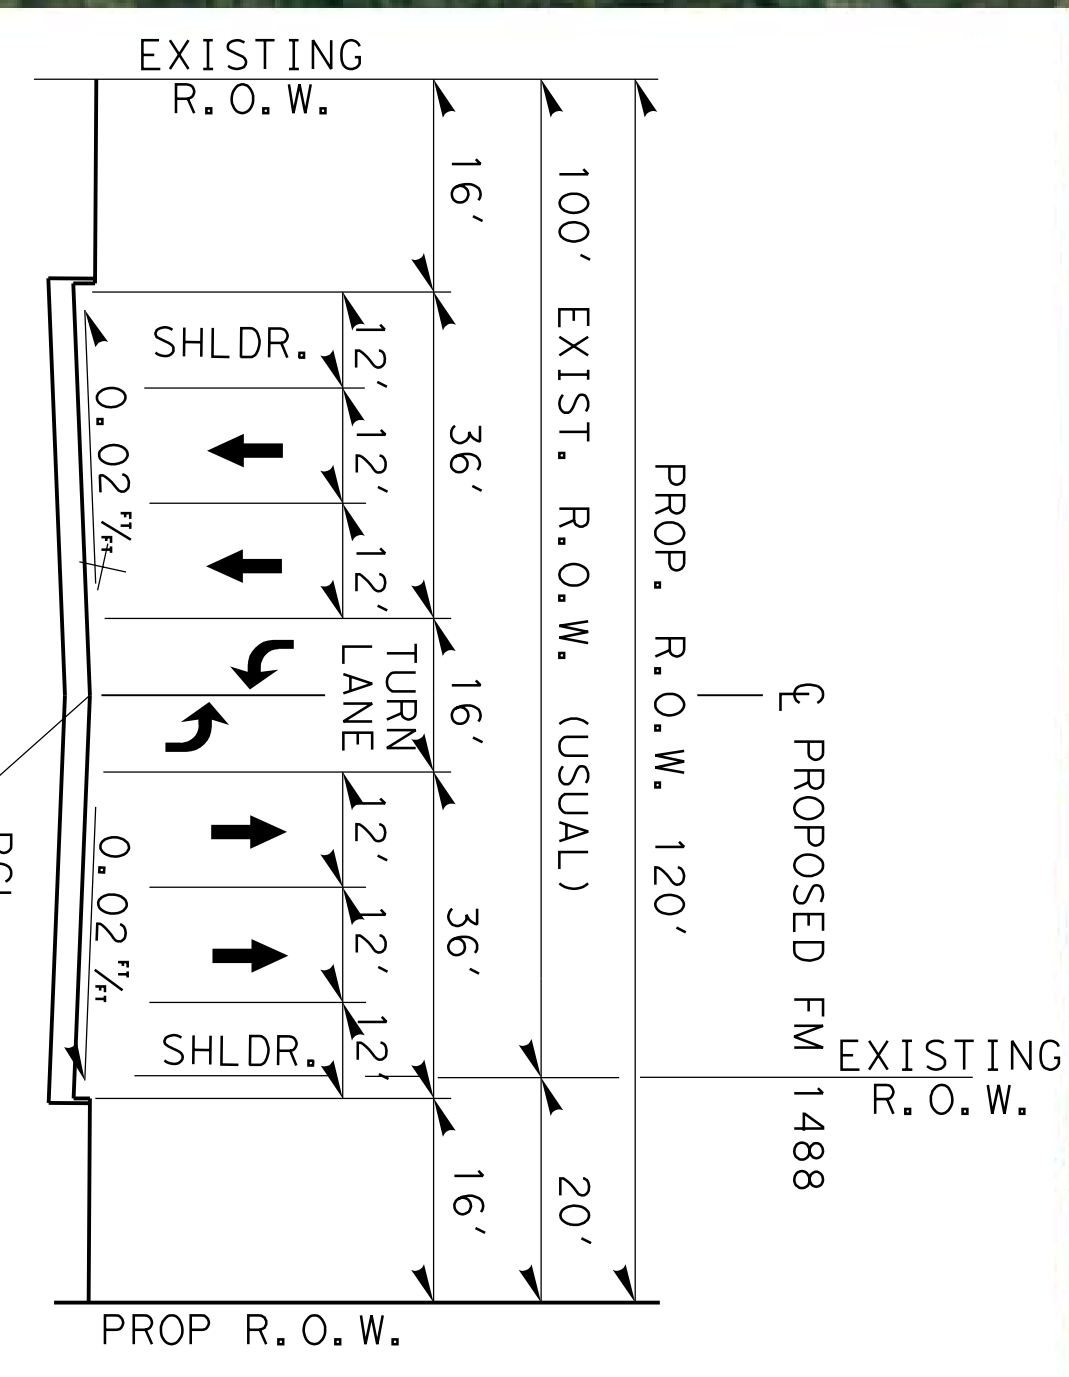 EXISTING
R.O.W.
16'
36'
16'
36'
16'
100' EXIST. R.O.W. (USUAL)
20'
PROP. R.O.W. 120'
℄ PROPOSED FM 1488
EXISTING
R.O.W.
SHLDR.
12'
12'
12'
TURN
LANE
12'
12'
12'
SHLDR.
0.02 FT/FT
0.02 FT/FT
PROP R.O.W.